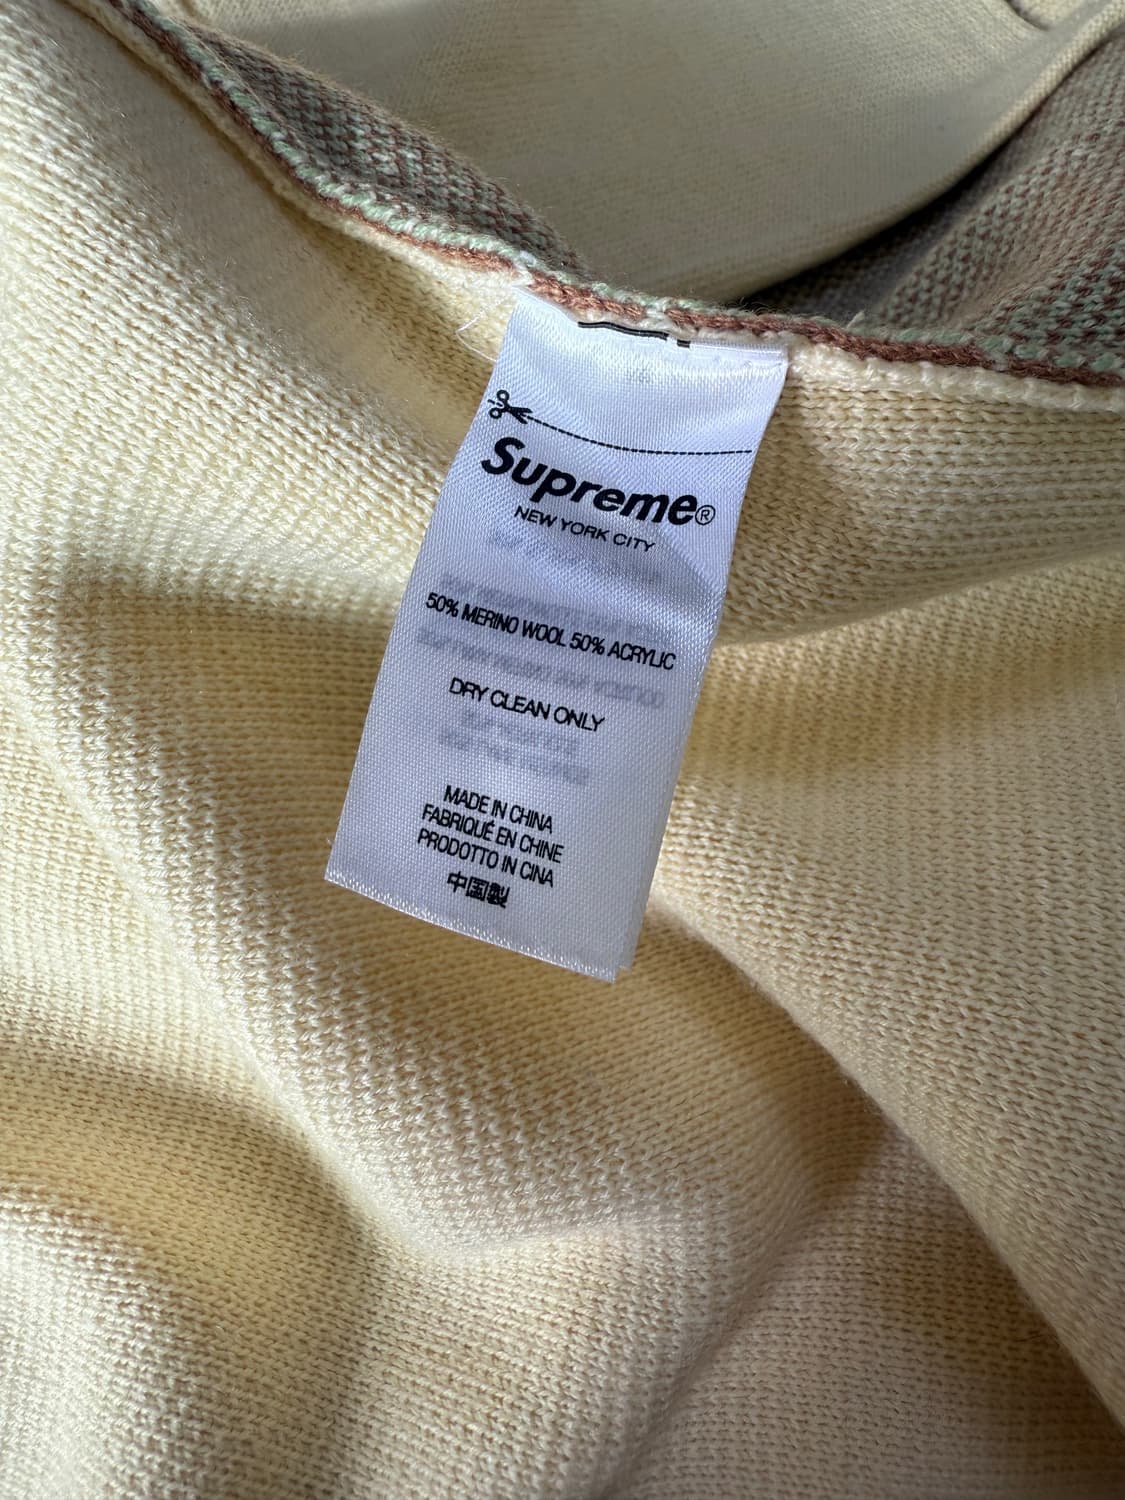 Supreme®
NEW YORK CITY
50% MERINO WOOL 50% ACRYLIC
DRY CLEAN ONLY
MADE IN CHINA
FABRIQUÉ EN CHINE
PRODOTTO IN CINA
中国製